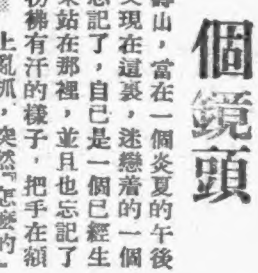 個鏡頭
山，當在一個炎夏的午後
現在這裏，迷戀着的一個
忘記了，自己是一個已經生
站在那裡，並且也忘記了
彿有汗的樣子，把手在額
上亂抓，突然『怎麼的』